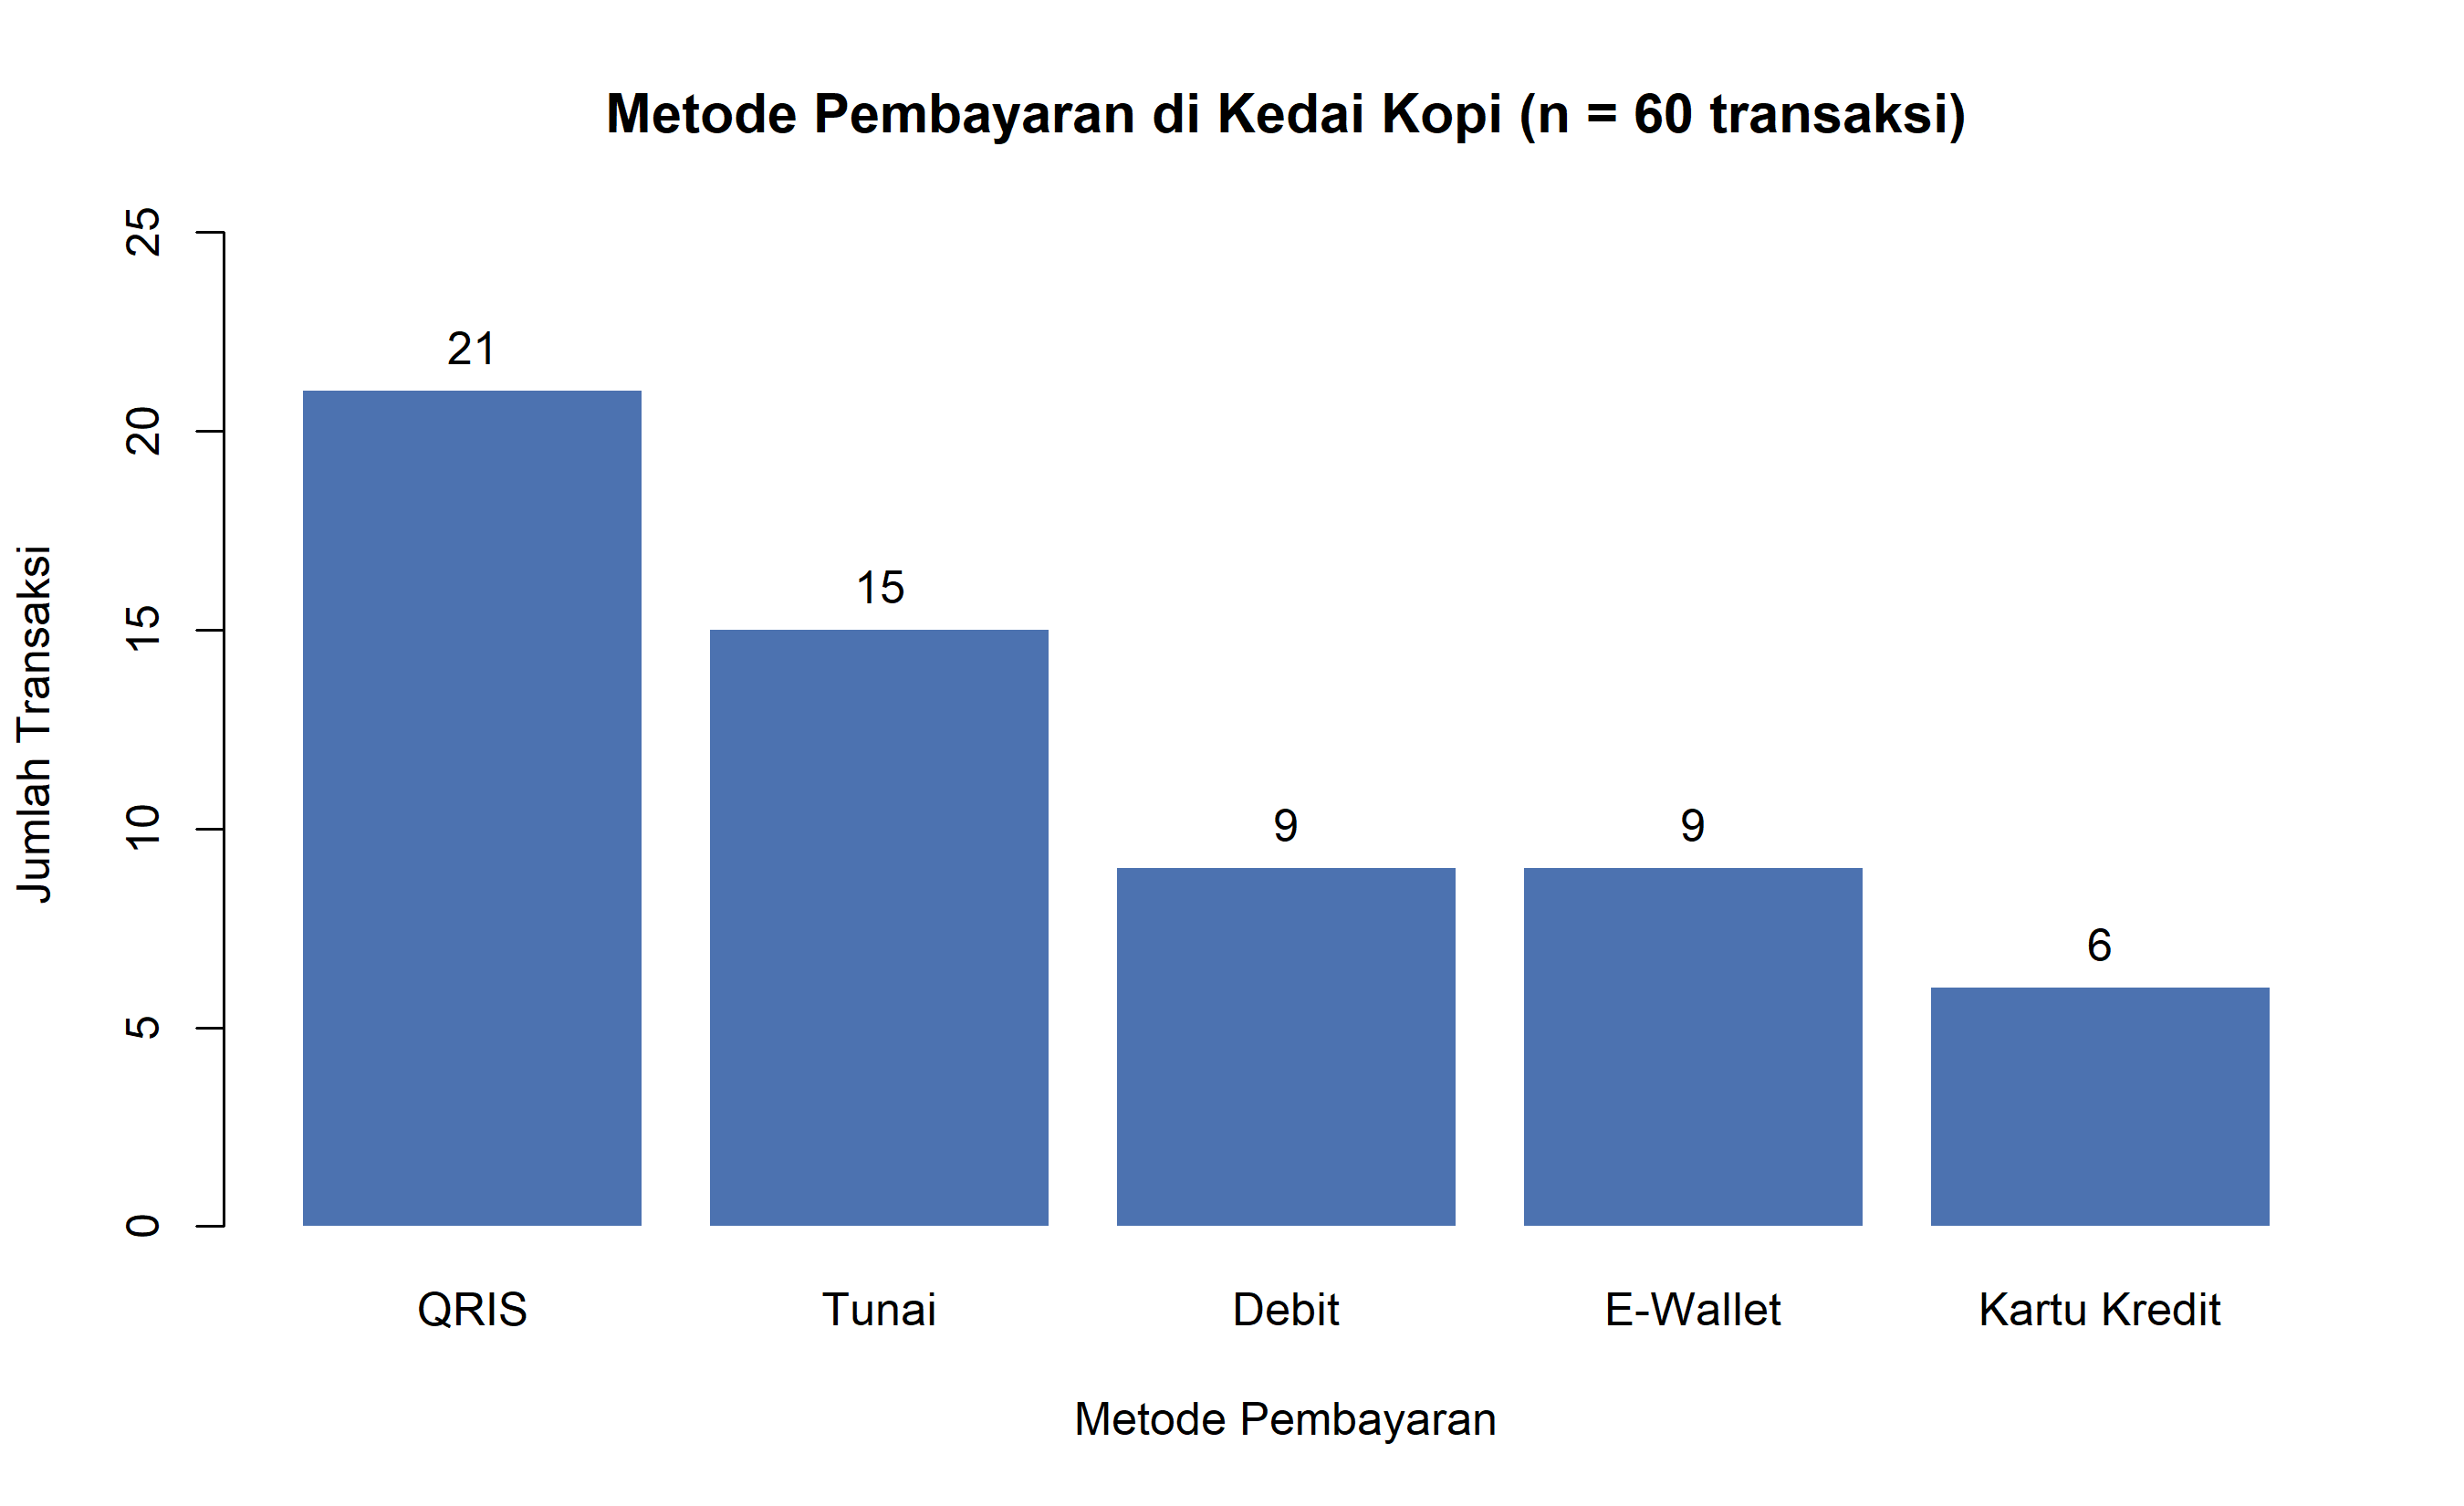 Metode Pembayaran di Kedai Kopi (n = 60 transaksi)
Jumlah Transaksi
25
20
15
10
5
0
21
15
9
9
6
QRIS
Tunai
Debit
E-Wallet
Kartu Kredit
Metode Pembayaran